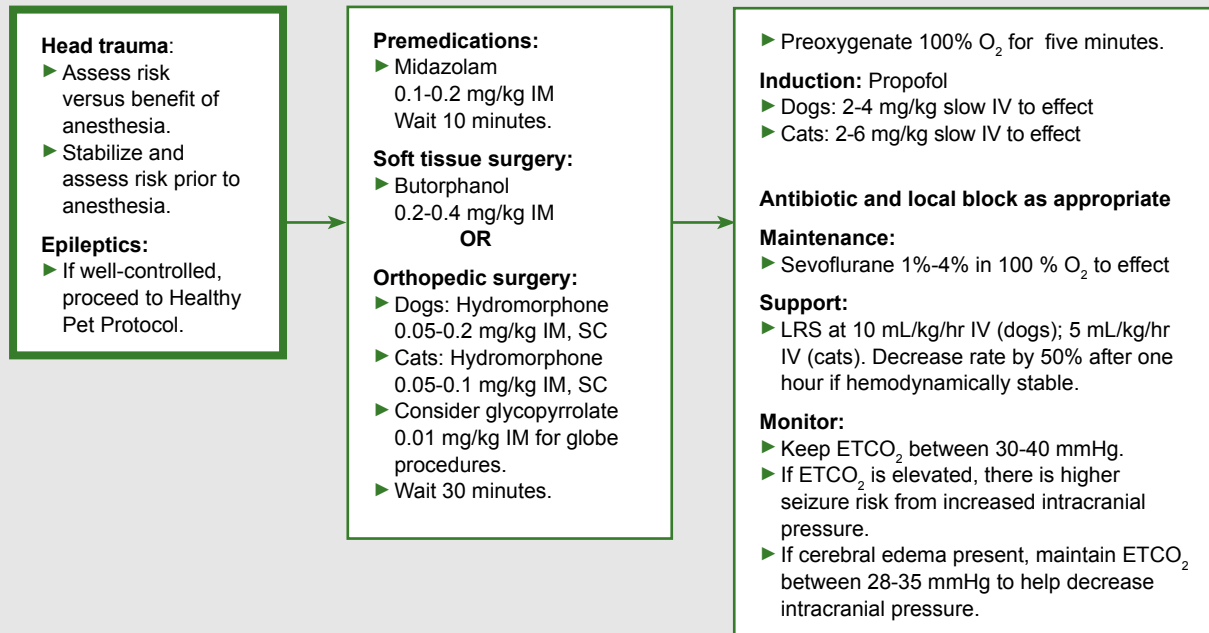 Head trauma:
► Assess risk
versus benefit of
anesthesia.
► Stabilize and
assess risk prior to
anesthesia.
Epileptics:
► If well-controlled,
proceed to Healthy
Pet Protocol.
Premedications:
► Midazolam
0.1-0.2 mg/kg IM
Wait 10 minutes.
Soft tissue surgery:
► Butorphanol
0.2-0.4 mg/kg IM
OR
Orthopedic surgery:
► Dogs: Hydromorphone
0.05-0.2 mg/kg IM, SC
► Cats: Hydromorphone
0.05-0.1 mg/kg IM, SC
► Consider glycopyrrolate
0.01 mg/kg IM for globe
procedures.
► Wait 30 minutes.
► Preoxygenate 100% O₂ for five minutes.
Induction: Propofol
► Dogs: 2-4 mg/kg slow IV to effect
► Cats: 2-6 mg/kg slow IV to effect
Antibiotic and local block as appropriate
Maintenance:
► Sevoflurane 1%-4% in 100 % O₂ to effect
Support:
► LRS at 10 mL/kg/hr IV (dogs); 5 mL/kg/hr
IV (cats). Decrease rate by 50% after one
hour if hemodynamically stable.
Monitor:
► Keep ETCO₂ between 30-40 mmHg.
► If ETCO₂ is elevated, there is higher
seizure risk from increased intracranial
pressure.
► If cerebral edema present, maintain ETCO₂
between 28-35 mmHg to help decrease
intracranial pressure.